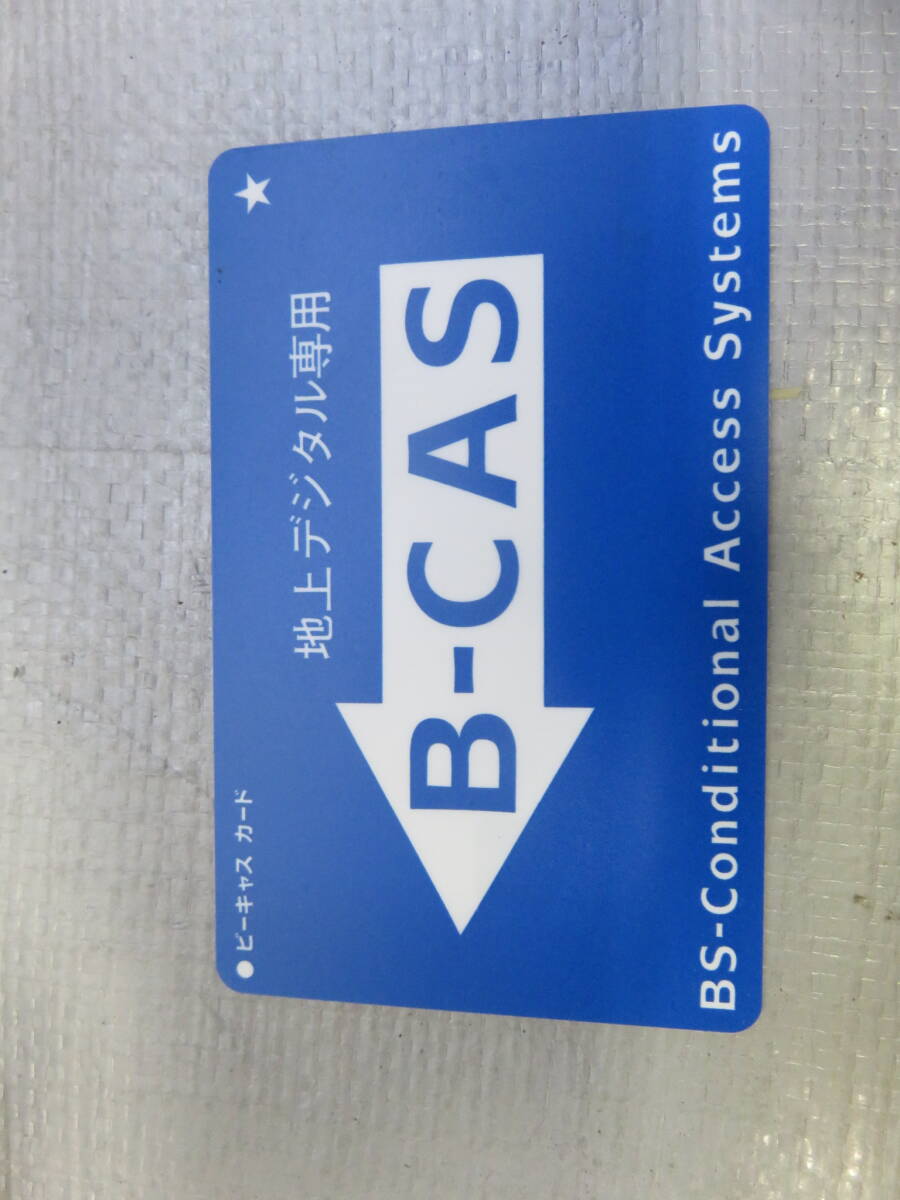 ●ビーキャス カード
★
地上デジタル専用
B-CAS
BS-Conditional Access Systems